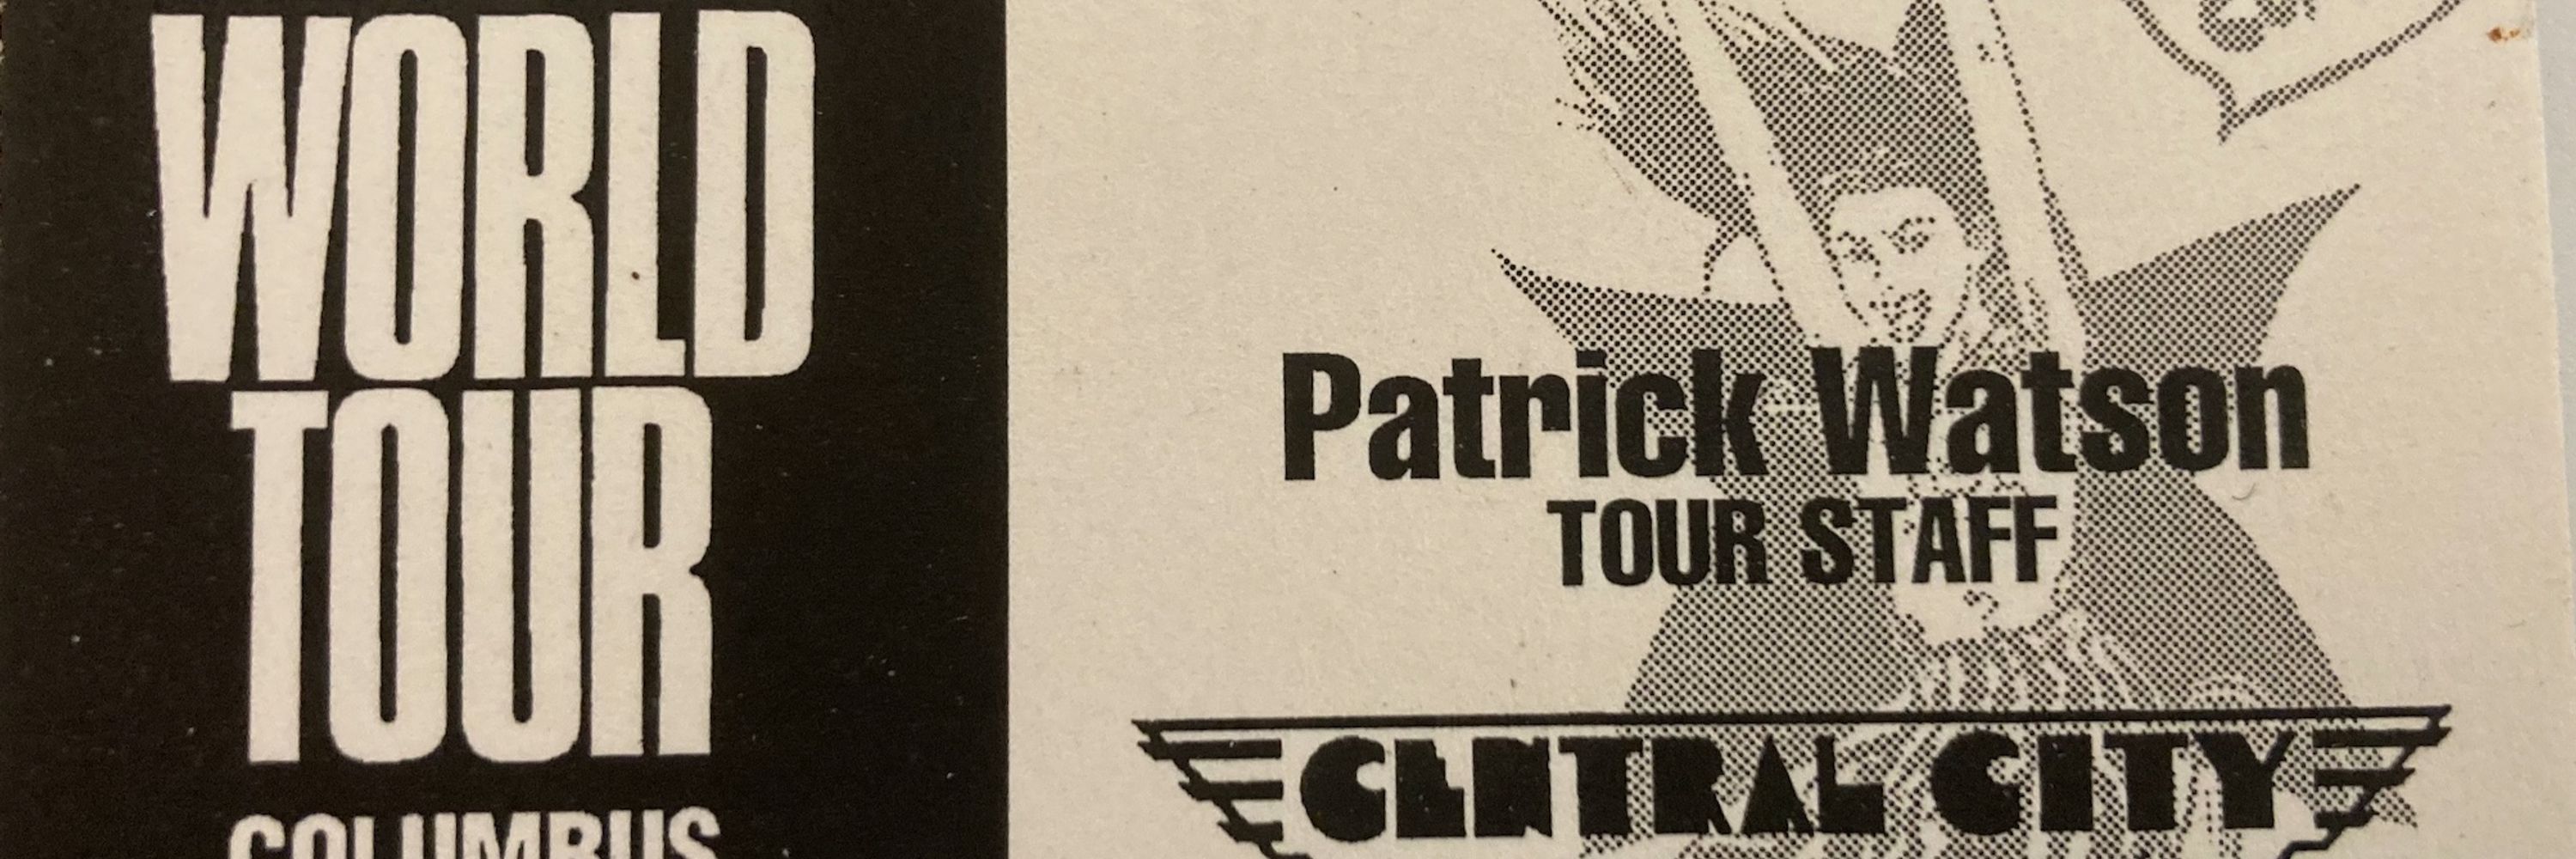 WORLD
TOUR
COLUMBUS
Patrick Watson
TOUR STAFF
CENTRAL CITY